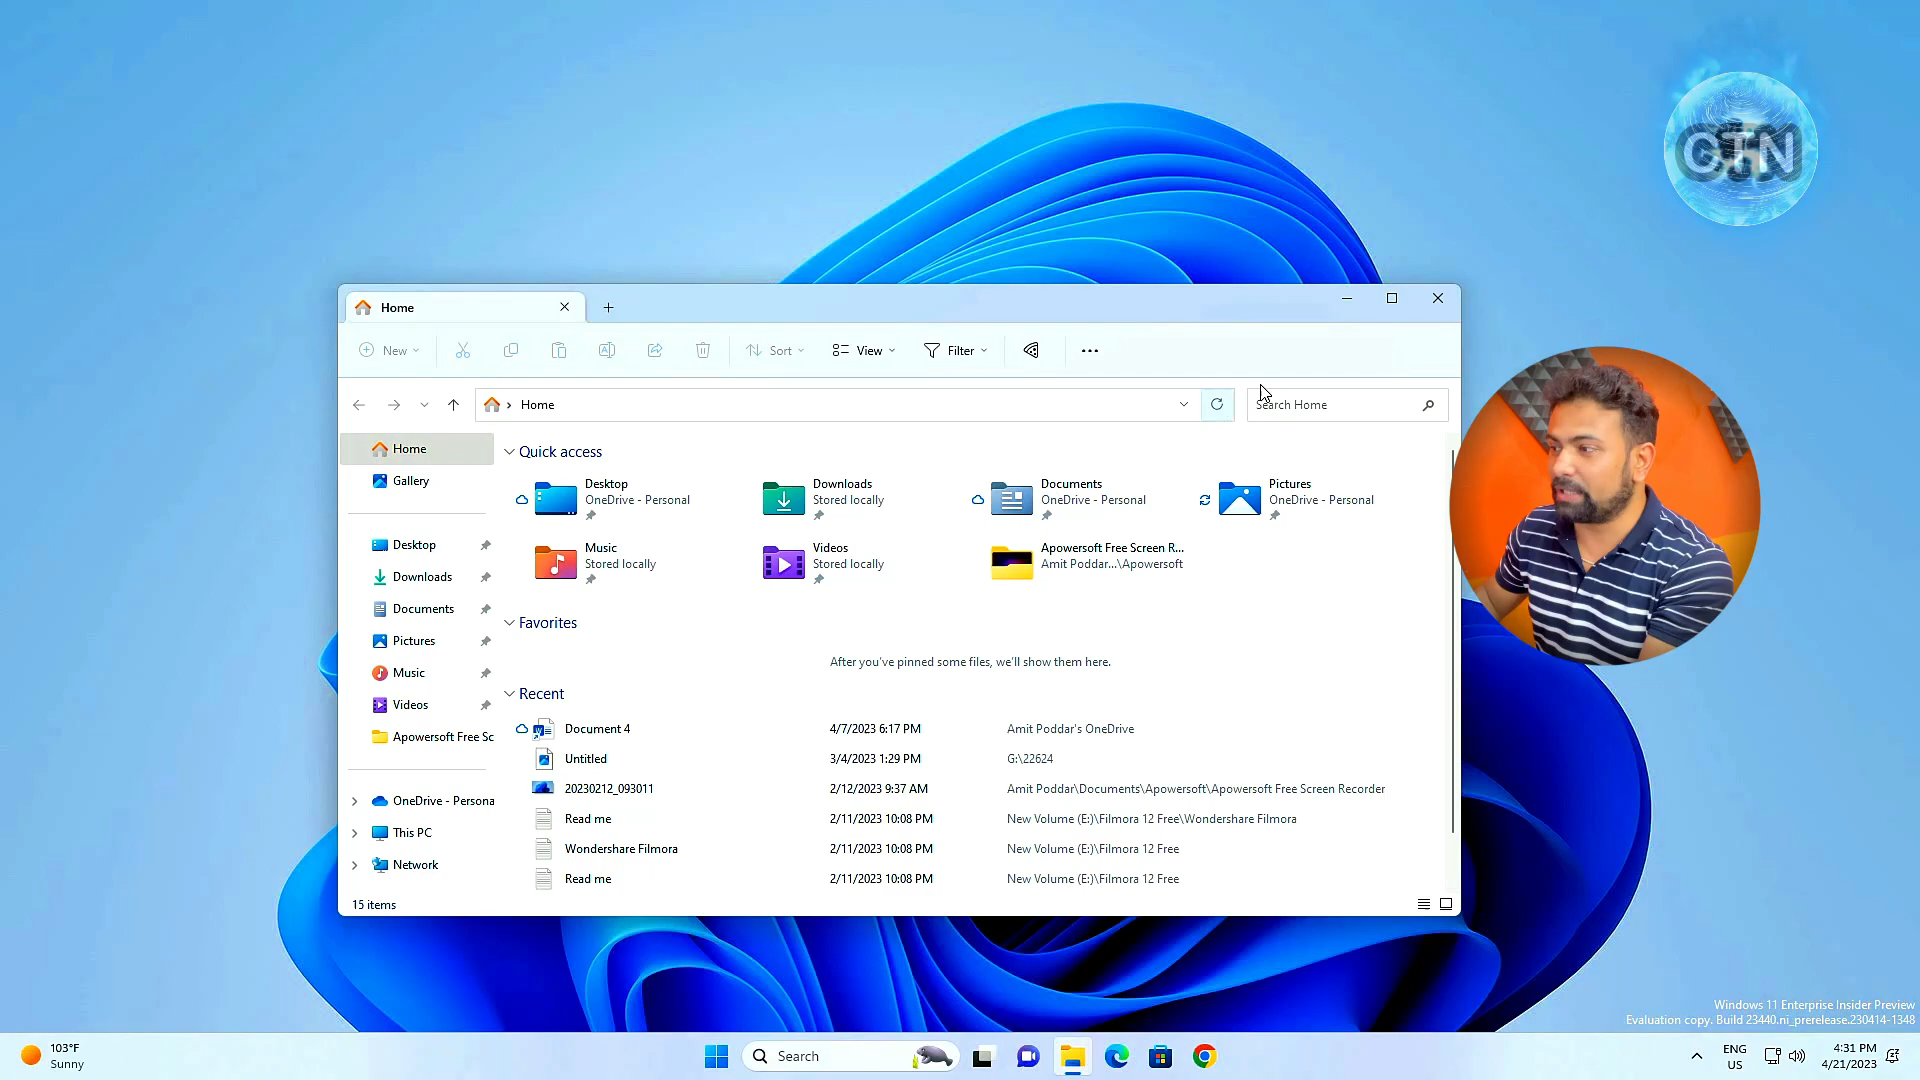 CTN
Home
New
Sort
View
Filter
Home
Search Home
Home
Gallery
Desktop
Downloads
Documents
Pictures
Music
Videos
Apowersoft Free Sc
OneDrive - Persona
This PC
Network
Quick access
Desktop
OneDrive - Personal
Downloads
Stored locally
Documents
OneDrive - Personal
Pictures
OneDrive - Personal
Music
Stored locally
Videos
Stored locally
Apowersoft Free Screen R...
Amit Poddar...\Apowersoft
Favorites
After you've pinned some files, we'll show them here.
Recent
Document 4 4/7/2023 6:17 PM Amit Poddar's OneDrive
Untitled 3/4/2023 1:29 PM G:\22624
20230212_093011 2/12/2023 9:37 AM Amit Poddar\Documents\Apowersoft\Apowersoft Free Screen Recorder
Read me 2/11/2023 10:08 PM New Volume (E:)\Filmora 12 Free\Wondershare Filmora
Wondershare Filmora 2/11/2023 10:08 PM New Volume (E:)\Filmora 12 Free
Read me 2/11/2023 10:08 PM New Volume (E:)\Filmora 12 Free
15 items
Windows 11 Enterprise Insider Preview
Evaluation copy. Build 23440.ni_prerelease.230414-1348
103°F
Sunny
Search
ENG
US
4:31 PM
4/21/2023